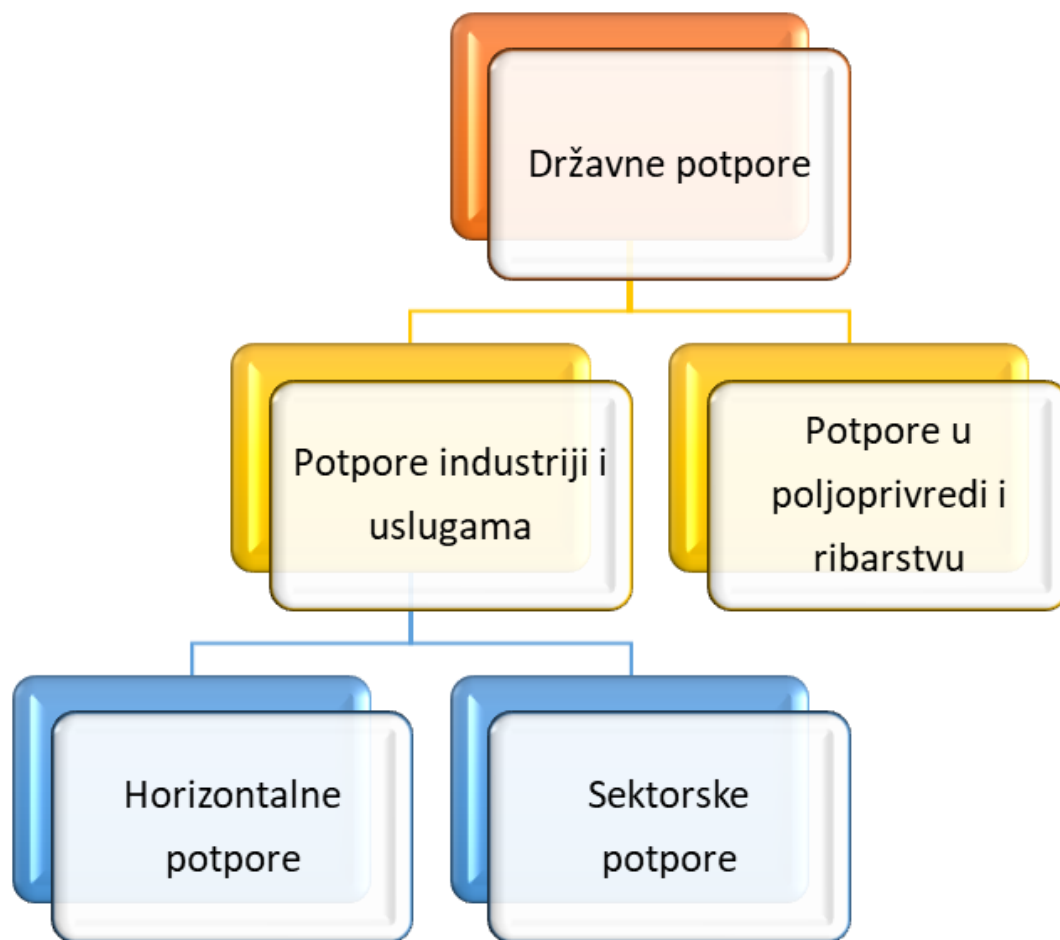 Državne potpore
Potpore industriji i
uslugama
Potpore u
poljoprivredi i
ribarstvu
Horizontalne
potpore
Sektorske
potpore